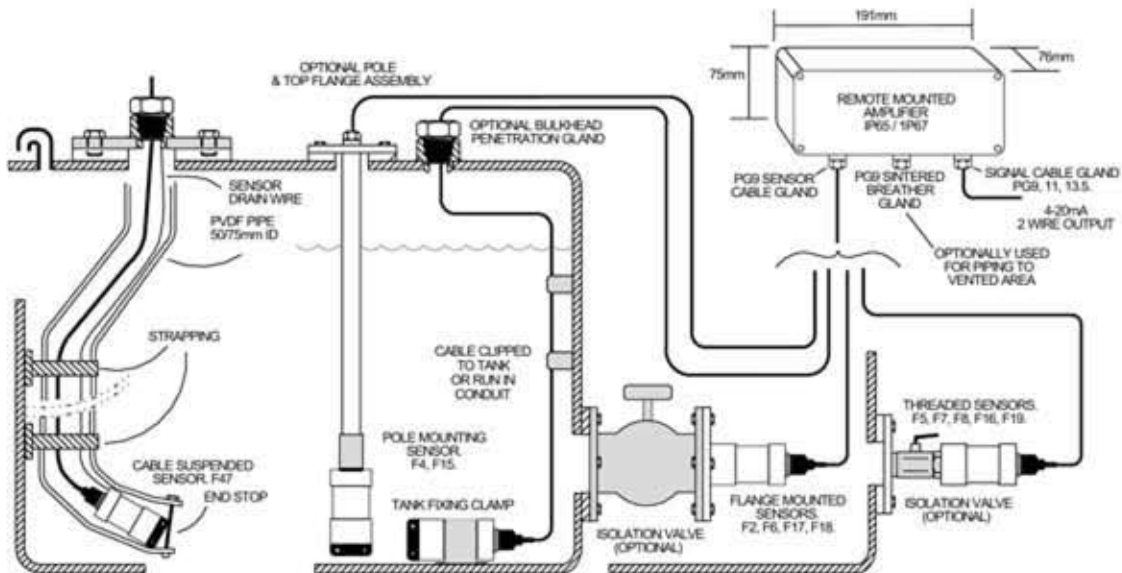 191mm
75mm
76mm
REMOTE MOUNTED
AMPLIFIER
IP65 / 1P67
OPTIONAL POLE
& TOP FLANGE ASSEMBLY
OPTIONAL BULKHEAD
PENETRATION GLAND
PG9 SENSOR
CABLE GLAND
PG9 SINTERED
BREATHER
GLAND
SIGNAL CABLE GLAND
PG9, 11, 13.5.
4-20mA
2 WIRE OUTPUT
OPTIONALLY USED
FOR PIPING TO
VENTED AREA
SENSOR
DRAIN WIRE
PVDF PIPE
50/75mm ID
STRAPPING
CABLE CLIPPED
TO TANK
OR RUN IN
CONDUIT
POLE MOUNTING
SENSOR.
F4, F15.
CABLE SUSPENDED
SENSOR. F47
END STOP
TANK FIXING CLAMP
ISOLATION VALVE
(OPTIONAL)
FLANGE MOUNTED
SENSORS.
F2, F6, F17, F18.
THREADED SENSORS.
F5, F7, F8, F16, F19.
ISOLATION VALVE
(OPTIONAL)